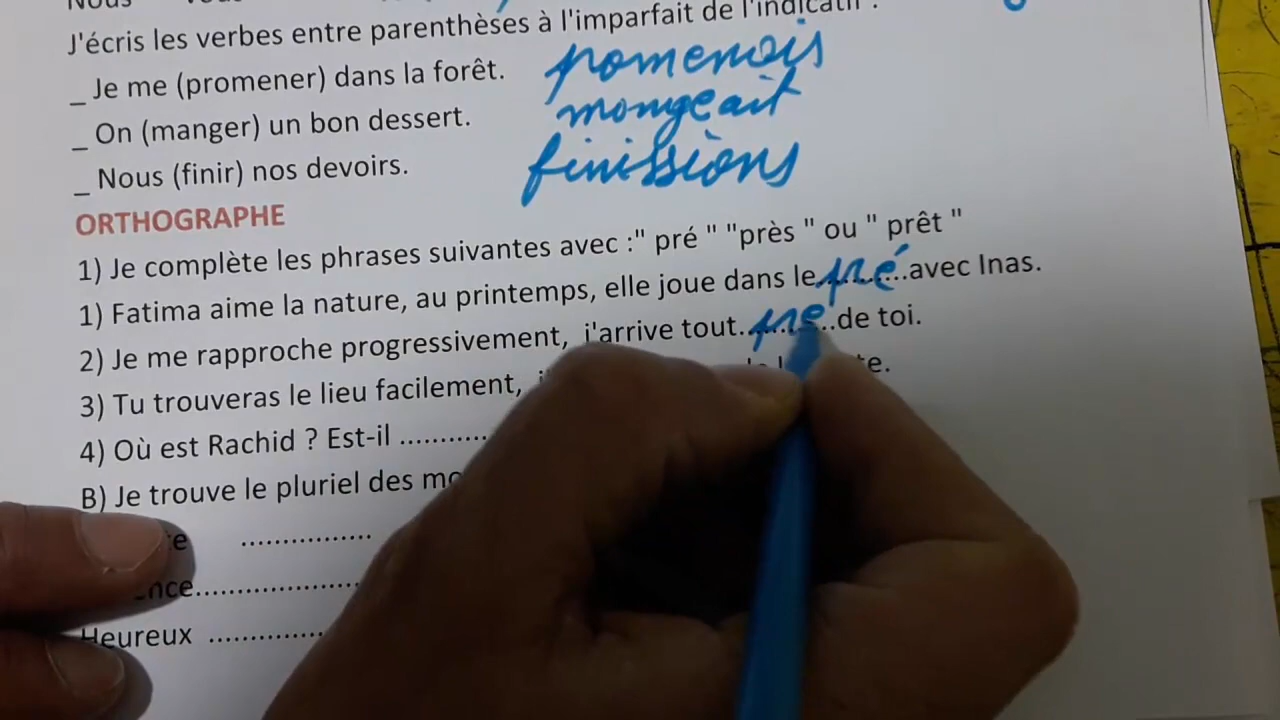 Nous
J'écris les verbes entre parenthèses à l'imparfait de l'indicatif :
_ Je me (promener) dans la forêt. pomenois
_ On (manger) un bon dessert. mongeait
_ Nous (finir) nos devoirs. finissions
ORTHOGRAPHE
1) Je complète les phrases suivantes avec :" pré " "près " ou " prêt "
1) Fatima aime la nature, au printemps, elle joue dans le pré avec Inas.
2) Je me rapproche progressivement, j'arrive tout pre de toi.
3) Tu trouveras le lieu facilement,
4) Où est Rachid ? Est-il ...........
B) Je trouve le pluriel des
................
....................
Heureux ..............